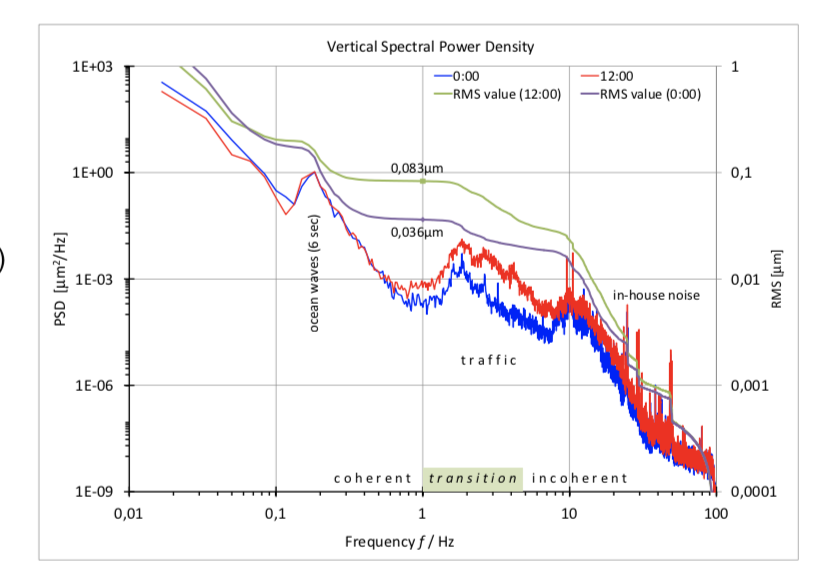 Vertical Spectral Power Density
0:00
12:00
RMS value (12:00)
RMS value (0:00)
1E+03
1E+00
1E-03
1E-06
1E-09
PSD [µm²/Hz]
1
0,1
0,01
0,001
0,0001
RMS [µm]
0,083µm
0,036µm
ocean waves (6 sec)
in-house noise
traffic
coherent transition incoherent
0,01 0,1 1 10 100
Frequency f / Hz
)